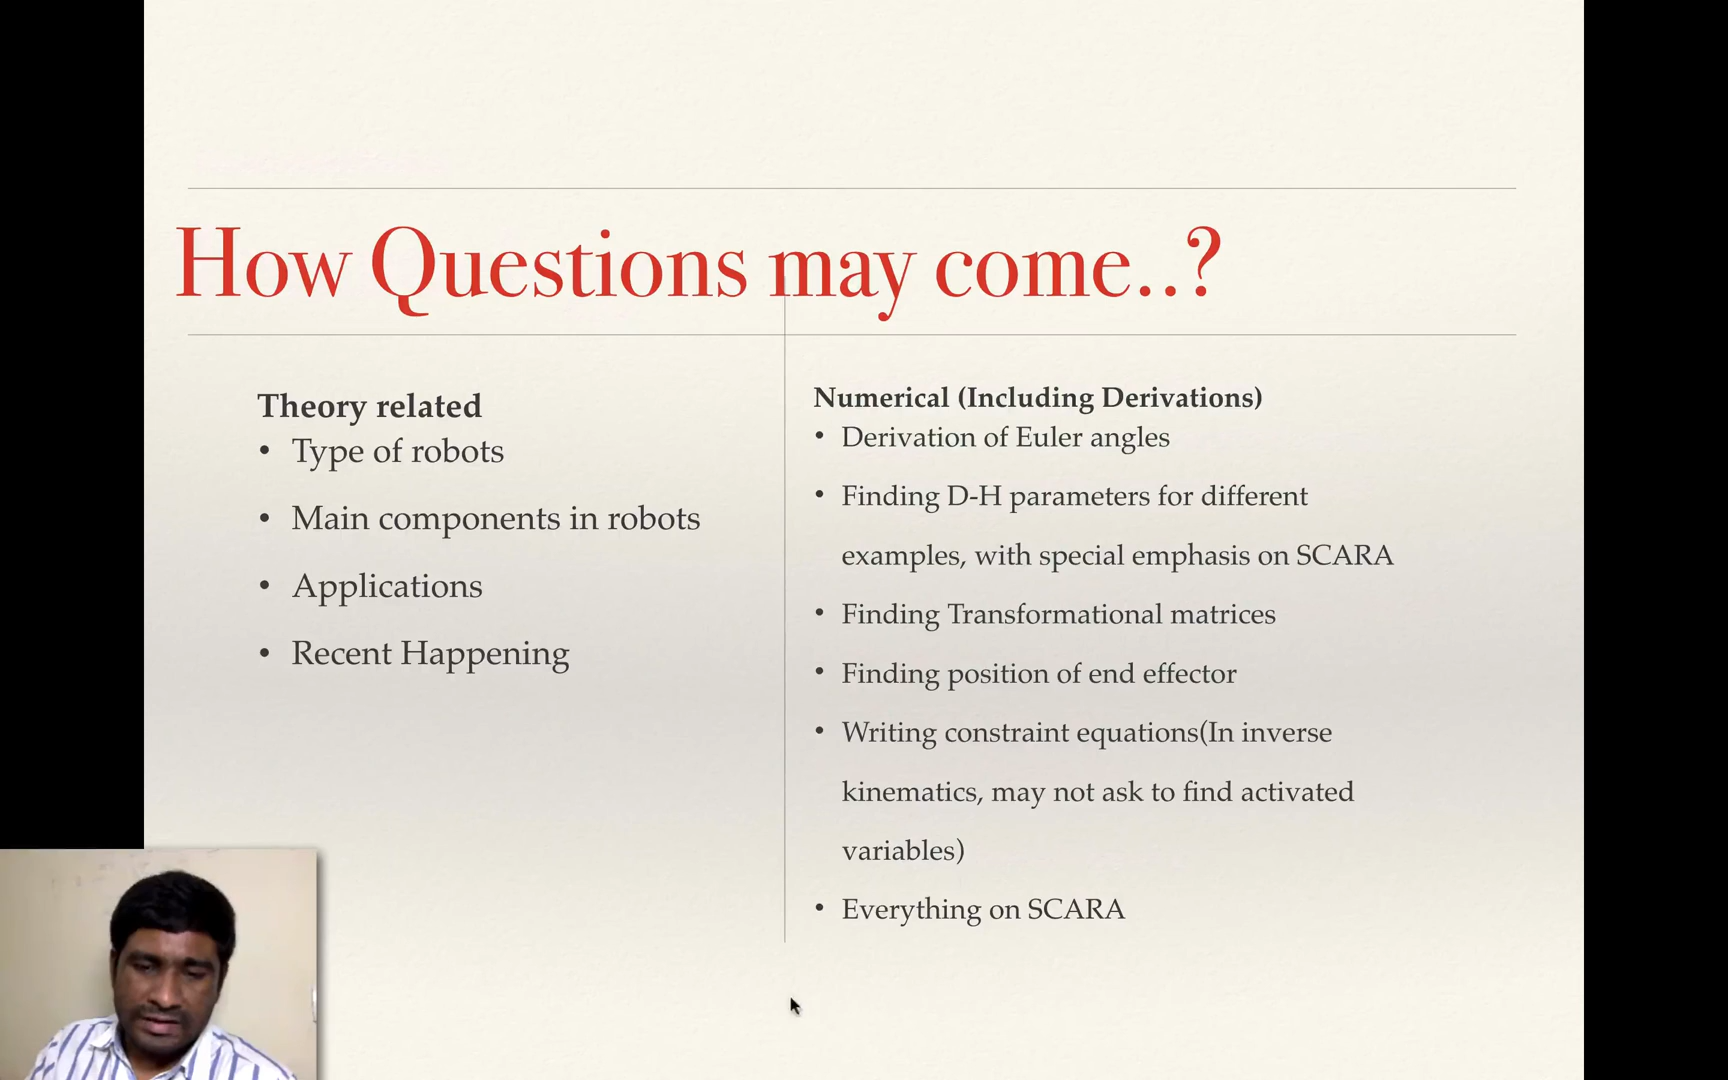 How Questions may come..?
Theory related
• Type of robots
• Main components in robots
• Applications
• Recent Happening
Numerical (Including Derivations)
• Derivation of Euler angles
• Finding D-H parameters for different
examples, with special emphasis on SCARA
• Finding Transformational matrices
• Finding position of end effector
• Writing constraint equations(In inverse
kinematics, may not ask to find activated
variables)
• Everything on SCARA